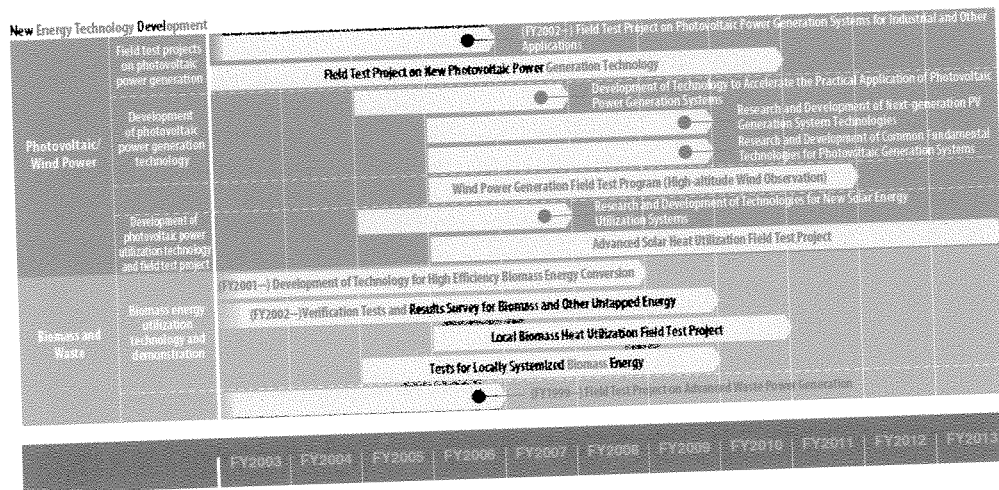 New Energy Technology Development
Photovoltaic/
Wind Power
Field test projects
on photovoltaic
power generation
(FY2002–) Field Test Project on Photovoltaic Power Generation Systems for Industrial and Other
Applications
Field Test Project on New Photovoltaic Power Generation Technology
Development
of photovoltaic
power generation
technology
Development of Technology to Accelerate the Practical Application of Photovoltaic
Power Generation Systems
Research and Development of Next-generation PV
Generation System Technologies
Research and Development of Common Fundamental
Technologies for Photovoltaic Generation Systems
Wind Power Generation Field Test Program (High-altitude Wind Observation)
Development of
photovoltaic power
utilization technology
and field test project
Research and Development of Technologies for New Solar Energy
Utilization Systems
Advanced Solar Heat Utilization Field Test Project
Biomass and
Waste
Biomass energy
utilization
technology and
demonstration
(FY2001–) Development of Technology for High Efficiency Biomass Energy Conversion
(FY2002–)Verification Tests and Results Survey for Biomass and Other Untapped Energy
Local Biomass Heat Utilization Field Test Project
Tests for Locally Systemized Biomass Energy
Field Test Project on Advanced Waste Power Generation
FY2003 FY2004 FY2005 FY2006 FY2007 FY2008 FY2009 FY2010 FY2011 FY2012 FY2013